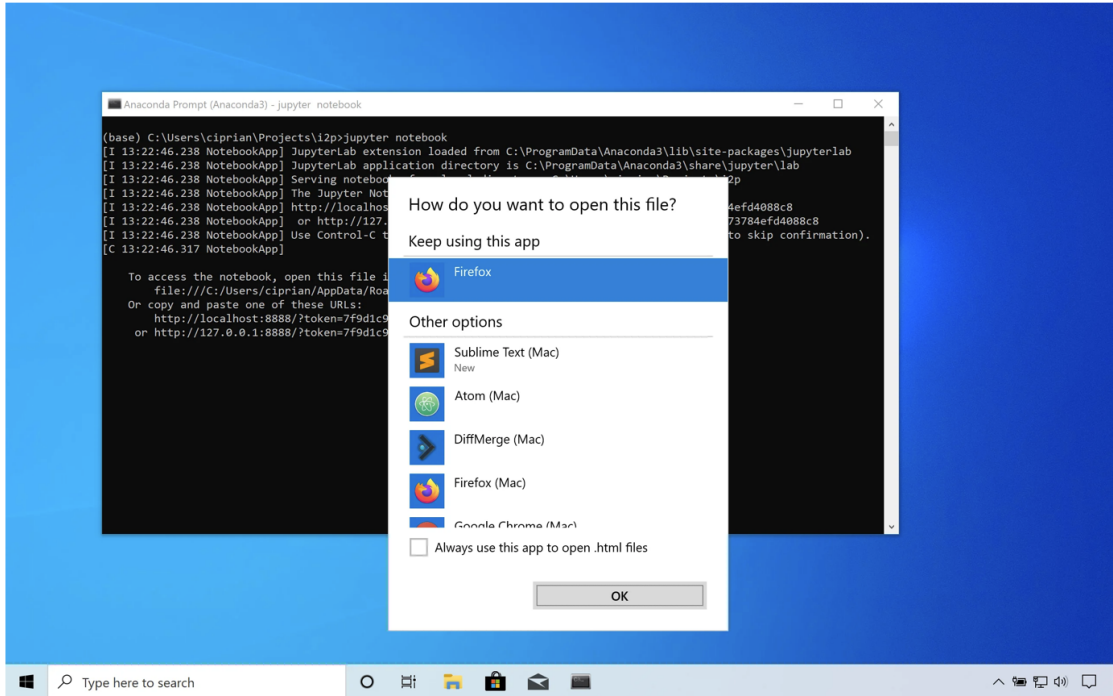 Anaconda Prompt (Anaconda3) - jupyter notebook
(base) C:\Users\ciprian\Projects\i2p>jupyter notebook
[I 13:22:46.238 NotebookApp] JupyterLab extension loaded from C:\ProgramData\Anaconda3\lib\site-packages\jupyterlab
[I 13:22:46.238 NotebookApp] JupyterLab application directory is C:\ProgramData\Anaconda3\share\jupyter\lab
[I 13:22:46.238 NotebookApp] Serving
[I 13:22:46.238 NotebookApp] The Jupyter
[I 13:22:46.238 NotebookApp] http://localhos 4efd4088c8
[I 13:22:46.238 NotebookApp] or http://127. 73784efd4088c8
[I 13:22:46.238 NotebookApp] Use Control-C to skip confirmation).
[C 13:22:46.317 NotebookApp]
To access the notebook, open this file
file:///C:/Users/ciprian/AppData/Roa
Or copy and paste one of these URLs:
http://localhost:8888/?token=7f9d1c9
or http://127.0.0.1:8888/?token=7f9d1c9
How do you want to open this file?
Keep using this app
Firefox
Other options
Sublime Text (Mac)
New
Atom (Mac)
DiffMerge (Mac)
Firefox (Mac)
Google Chrome (Mac)
Always use this app to open .html files
OK
Type here to search